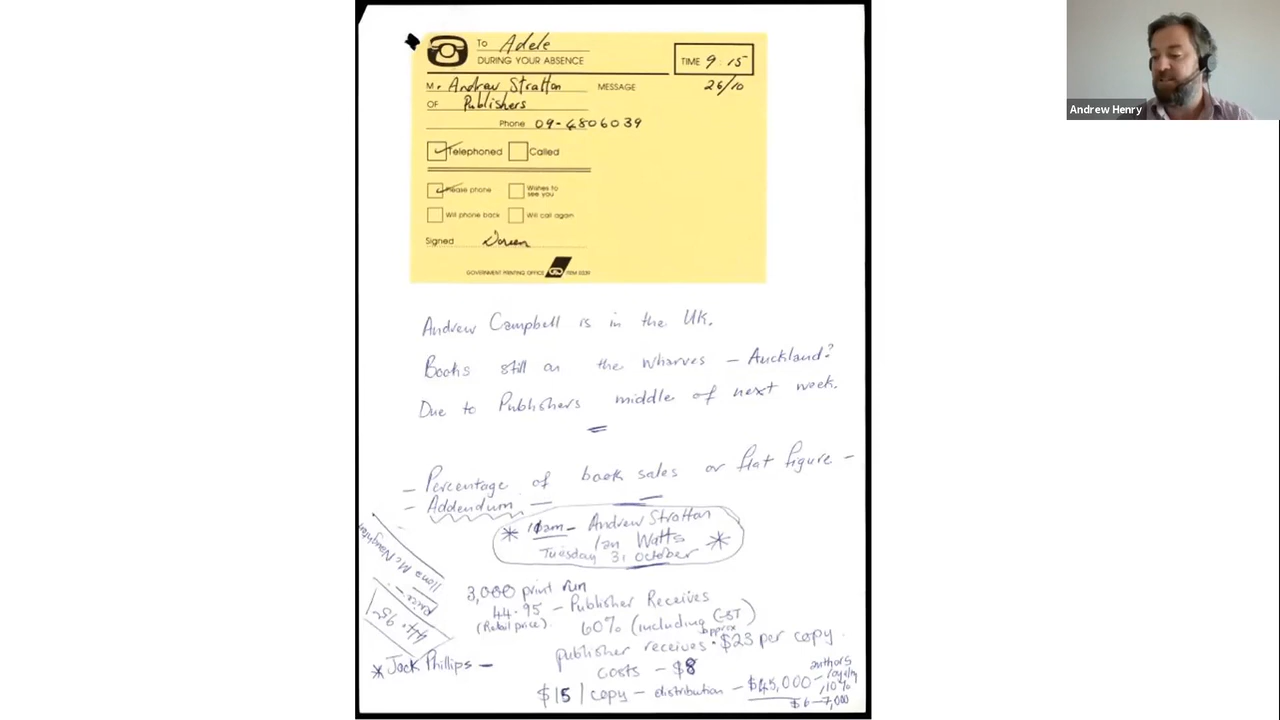 To Adele
DURING YOUR ABSENCE
TIME 9.15
26/10
Mr Andrew Stratton
MESSAGE
OF Publishers
Phone 09-4806039
Telephoned
Called
Please phone
Wishes to see you
Will phone back
Will call again
Signed Doreen
GOVERNMENT PRINTING OFFICE
Andrew Campbell is in the UK.
Books still on the wharves - Auckland?
Due to Publishers middle of next week.
- Percentage of book sales or flat figure -
- Addendum -
* 11am - Andrew Stratton
Ian Watts *
Tuesday 31 October
Ilona McNaughton
price -
44.95
3,000 print run
44.95 - Publisher Receives
(Retail price). 60% (including GST)
approx
publisher receives $23 per copy.
costs - $8
* Jock Phillips -
authors
royalty
$15 / copy - distribution - $45,000 - 10%
$6-7,000
Andrew Henry